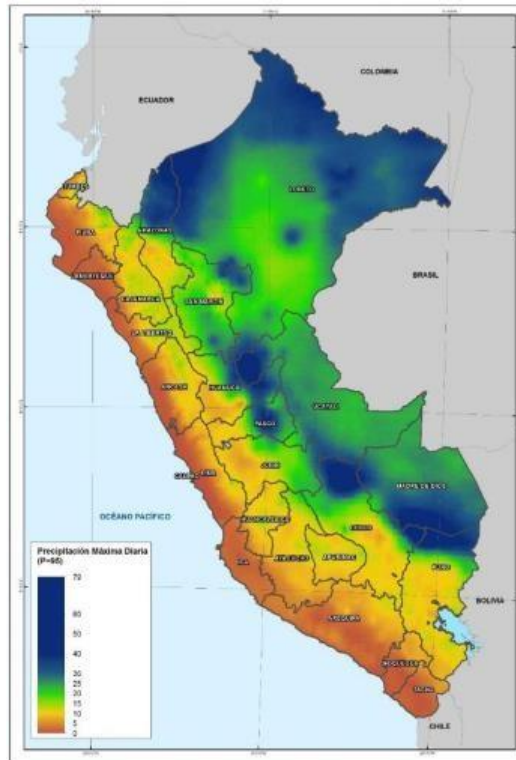 COLOMBIA
ECUADOR
TUMBES
LORETO
PIURA
AMAZONAS
LAMBAYEQUE
BRASIL
CAJAMARCA
SAN MARTIN
LA LIBERTAD
ANCASH
HUANUCO
UCAYALI
PASCO
JUNIN
CALLAO
LIMA
MADRE DE DIOS
OCÉANO PACÍFICO
HUANCAVELICA
CUSCO
ICA
AYACUCHO
APURIMAC
PUNO
Precipitación Máxima Diaria
(P=95)
70
60
50
40
30
25
20
15
10
5
0
BOLIVIA
AREQUIPA
MOQUEGUA
TACNA
CHILE